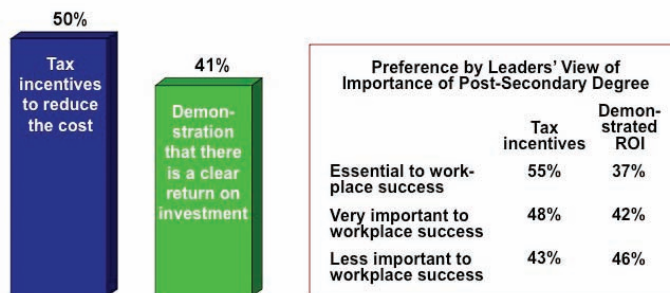 50%
Tax
incentives
to reduce
the cost
41%
Demon-
stration
that there
is a clear
return on
investment
Preference by Leaders' View of
Importance of Post-Secondary Degree
Tax
incentives
Demon-
strated
ROI
Essential to work-
place success
55% 37%
Very important to
workplace success
48% 42%
Less important to
workplace success
43% 46%